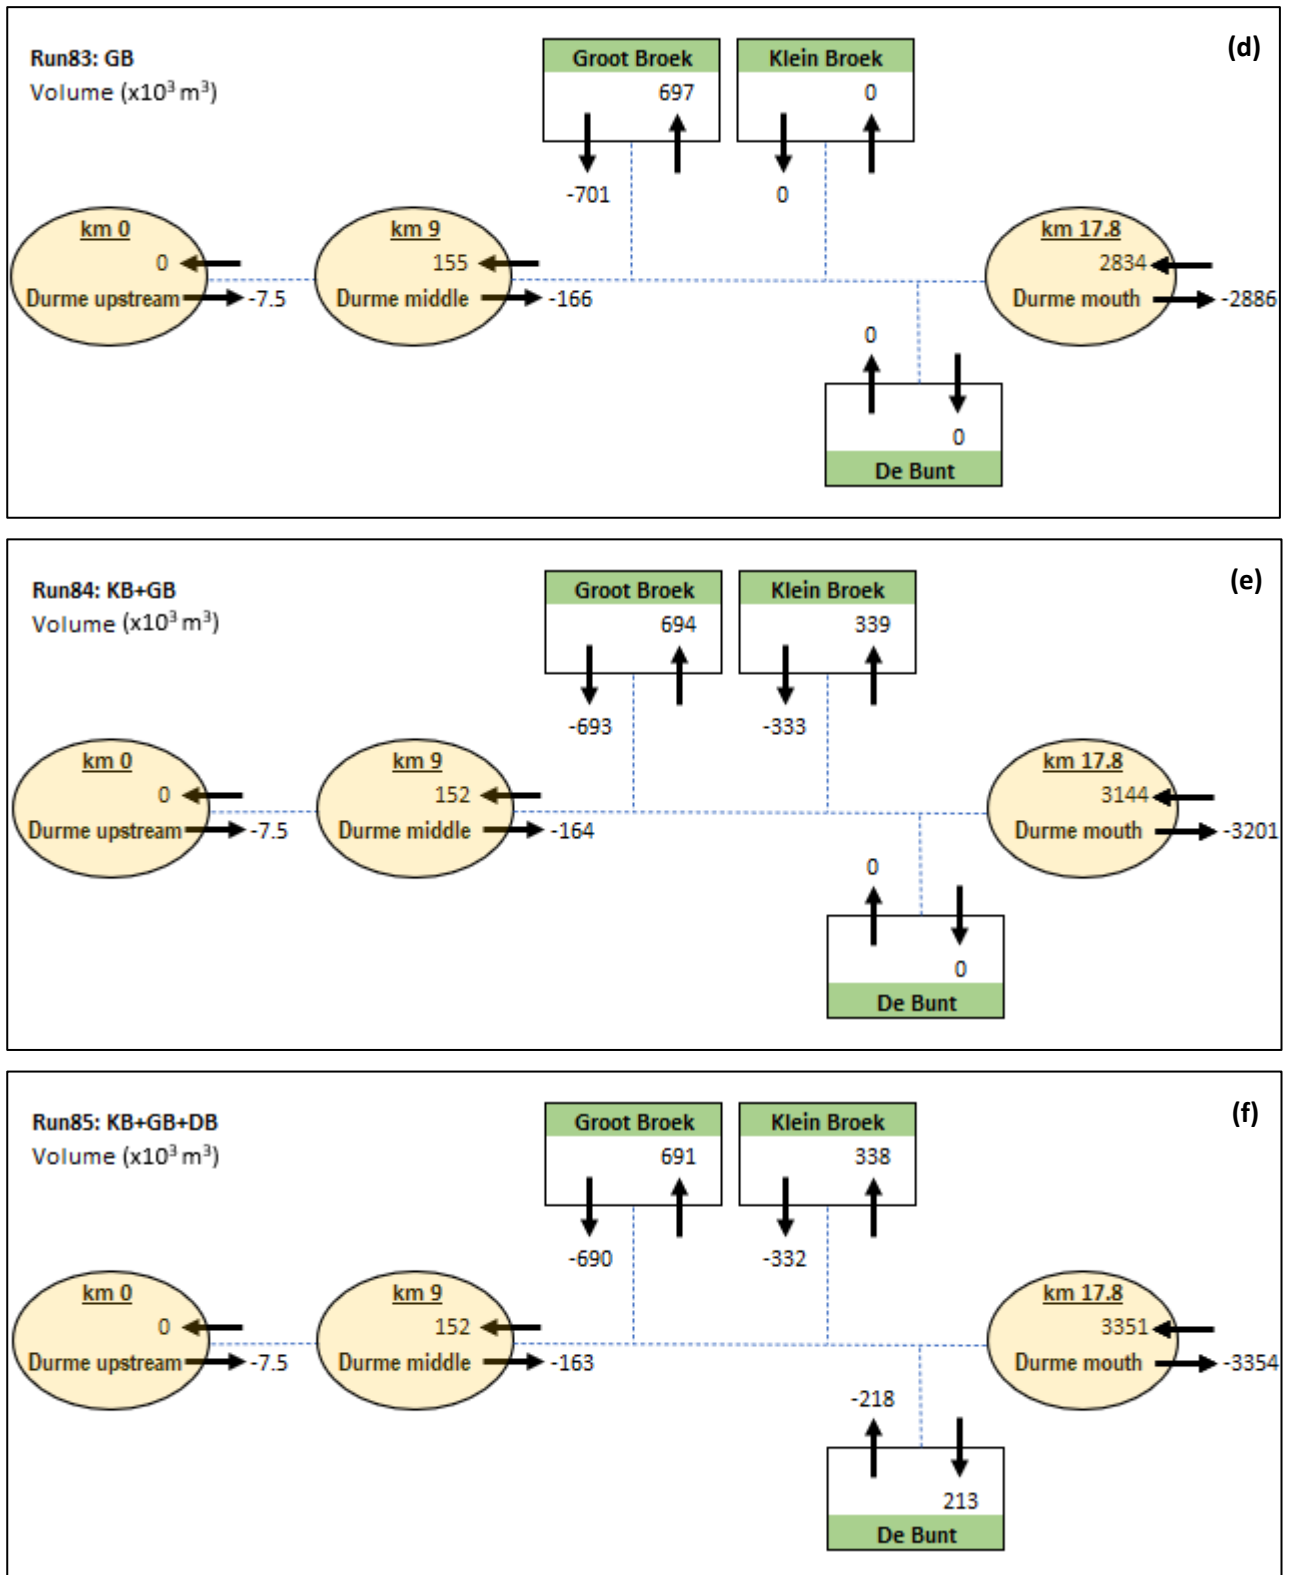 (d)
Run83: GB
Volume (x10³ m³)
Groot Broek
697
-701
Klein Broek
0
0
km 0
0
Durme upstream
-7.5
km 9
155
Durme middle
-166
km 17.8
2834
Durme mouth
-2886
0
0
De Bunt
(e)
Run84: KB+GB
Volume (x10³ m³)
Groot Broek
694
-693
Klein Broek
339
-333
km 0
0
Durme upstream
-7.5
km 9
152
Durme middle
-164
km 17.8
3144
Durme mouth
-3201
0
0
De Bunt
(f)
Run85: KB+GB+DB
Volume (x10³ m³)
Groot Broek
691
-690
Klein Broek
338
-332
km 0
0
Durme upstream
-7.5
km 9
152
Durme middle
-163
km 17.8
3351
Durme mouth
-3354
-218
213
De Bunt